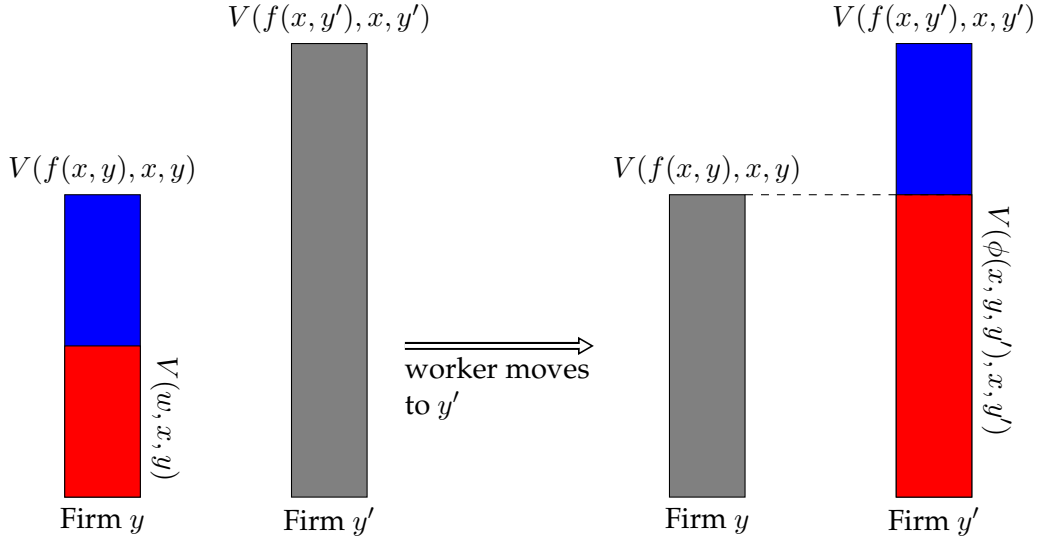 V(f(x, y′), x, y′)
V(f(x, y′), x, y′)
V(f(x, y), x, y)
V(f(x, y), x, y)
V(w, x, y)
V(ϕ(x, y, y′), x, y′)
worker moves
to y′
Firm y
Firm y′
Firm y
Firm y′